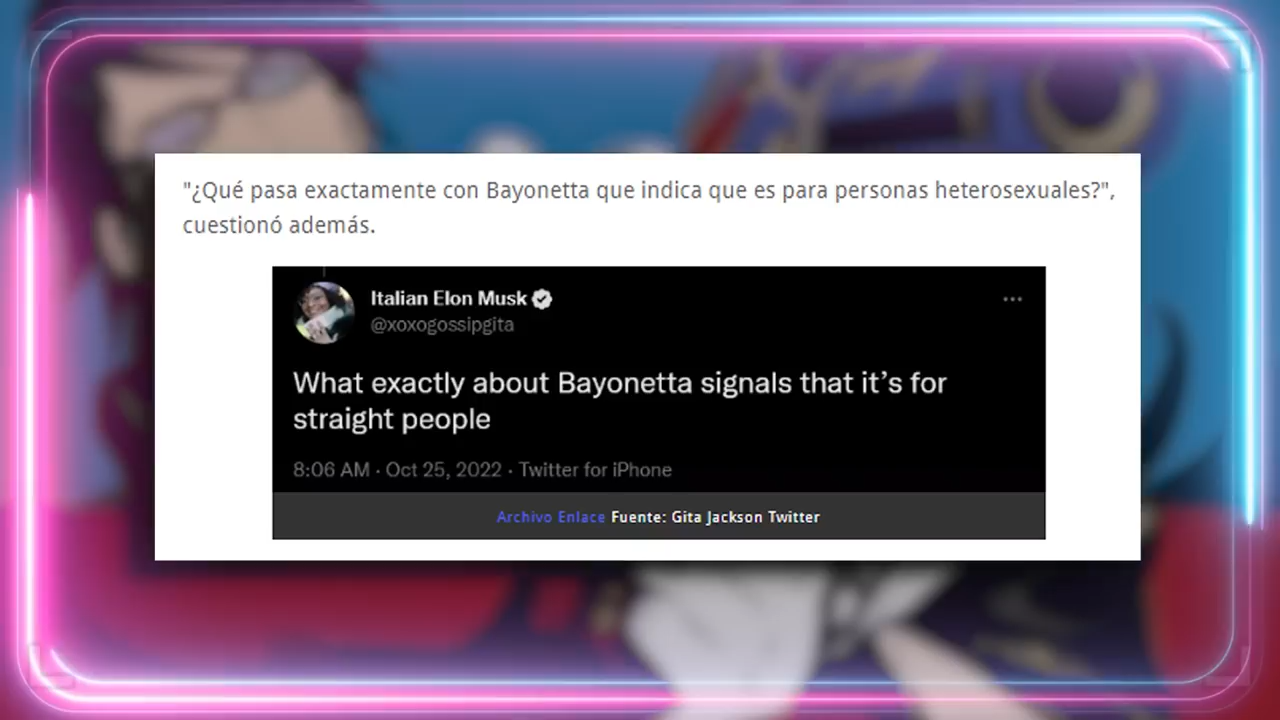 "¿Qué pasa exactamente con Bayonetta que indica que es para personas heterosexuales?",
cuestionó además.
Italian Elon Musk
@xoxogossipgita
What exactly about Bayonetta signals that it’s for
straight people
8:06 AM · Oct 25, 2022 · Twitter for iPhone
Archivo Enlace Fuente: Gita Jackson Twitter